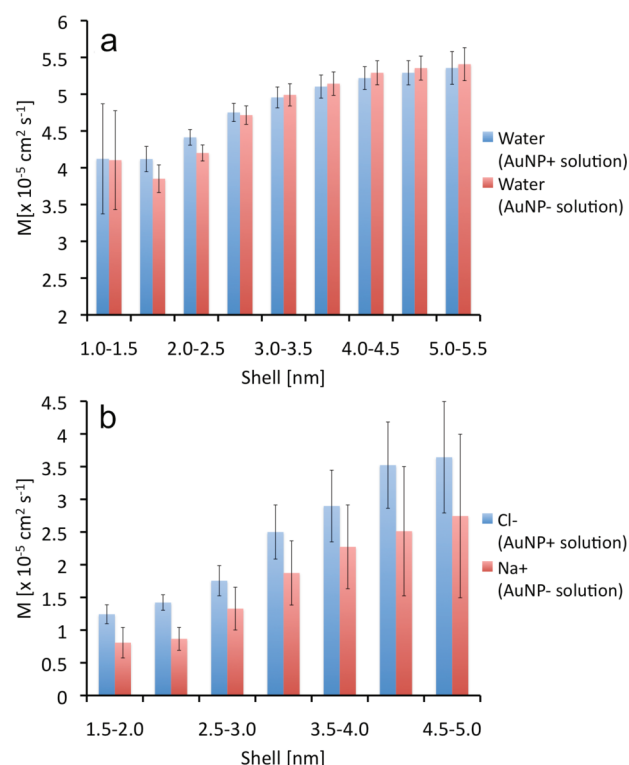 a
M[x 10⁻⁵ cm² s⁻¹]
5.5
5
4.5
4
3.5
3
2.5
2
1.0-1.5 2.0-2.5 3.0-3.5 4.0-4.5 5.0-5.5
Shell [nm]
Water
(AuNP+ solution)
Water
(AuNP- solution)
b
M [x 10⁻⁵ cm² s⁻¹]
4.5
4
3.5
3
2.5
2
1.5
1
0.5
0
1.5-2.0 2.5-3.0 3.5-4.0 4.5-5.0
Shell [nm]
Cl-
(AuNP+ solution)
Na+
(AuNP- solution)